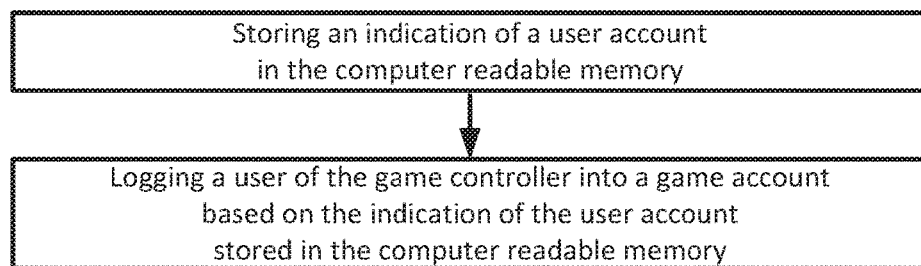 Storing an indication of a user account
in the computer readable memory
Logging a user of the game controller into a game account
based on the indication of the user account
stored in the computer readable memory